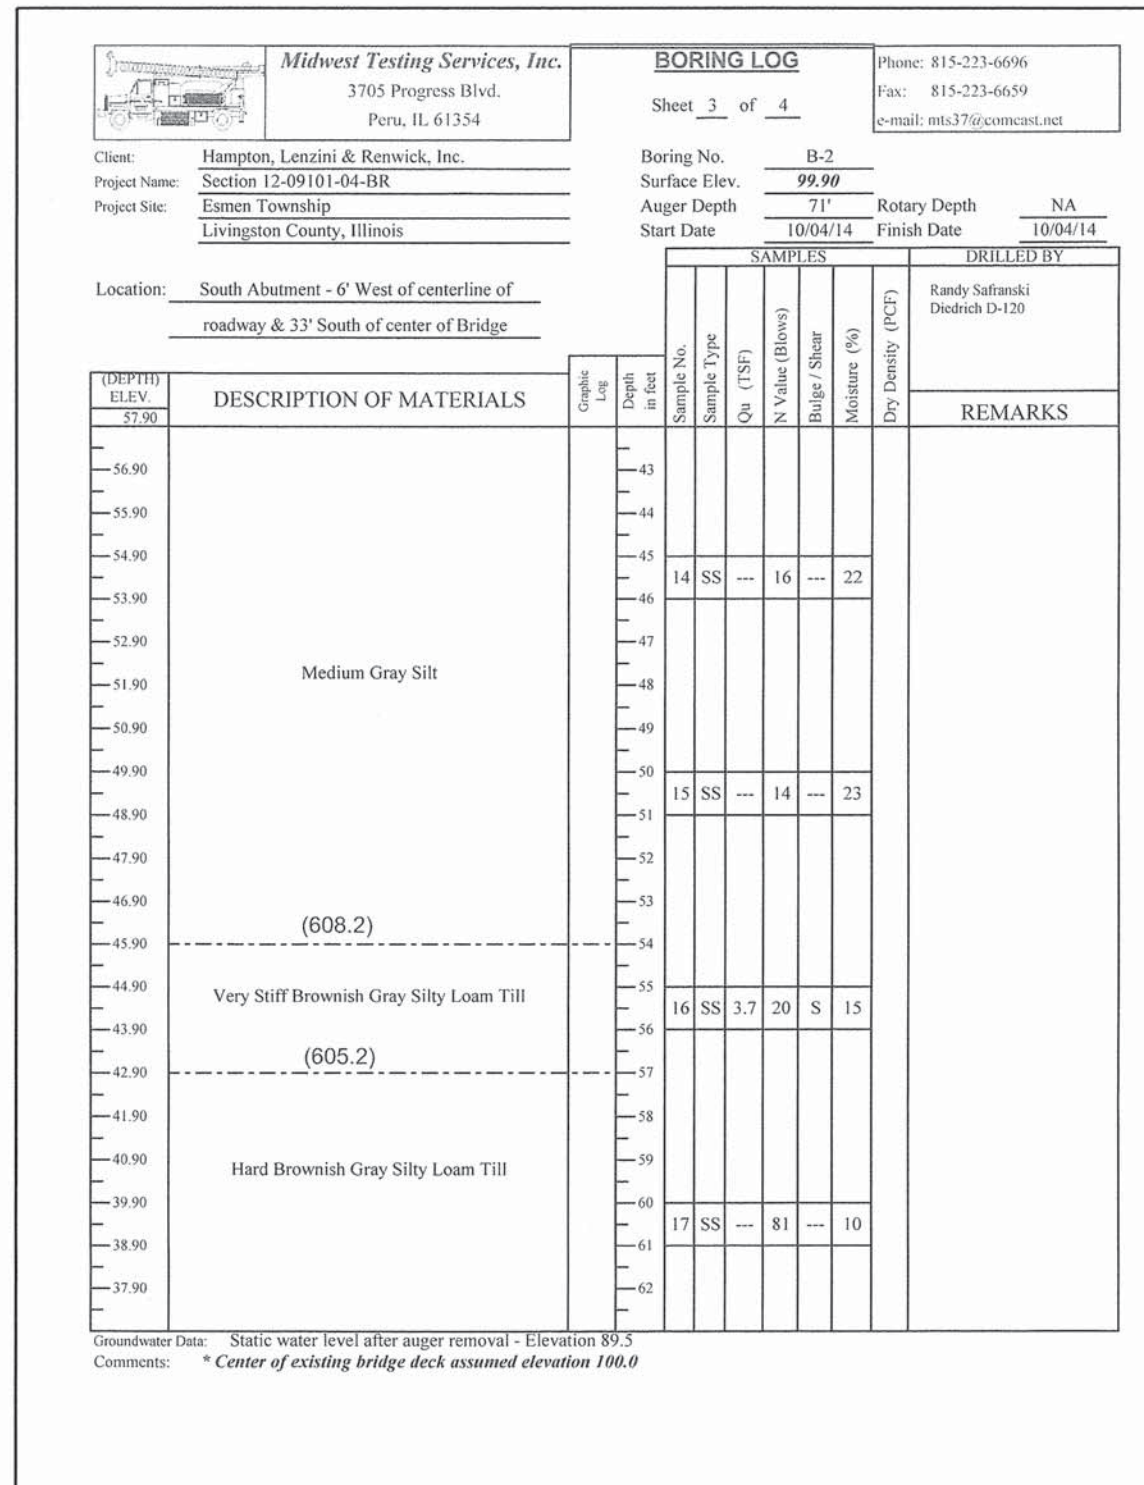 Midwest Testing Services, Inc.
3705 Progress Blvd.
Peru, IL 61354
BORING LOG
Sheet 3 of 4
Phone: 815-223-6696
Fax: 815-223-6659
e-mail: mts37@comcast.net
Client: Hampton, Lenzini & Renwick, Inc.
Project Name: Section 12-09101-04-BR
Project Site: Esmen Township
Livingston County, Illinois
Boring No. B-2
Surface Elev. 99.90
Auger Depth 71' Rotary Depth NA
Start Date 10/04/14 Finish Date 10/04/14
Location: South Abutment - 6' West of centerline of
roadway & 33' South of center of Bridge
SAMPLES
DRILLED BY
Randy Safranski
Diedrich D-120
(DEPTH)
ELEV.
57.90
DESCRIPTION OF MATERIALS
Graphic
Log
Depth
in feet
Sample No.
Sample Type
Qu (TSF)
N Value (Blows)
Bulge / Shear
Moisture (%)
Dry Density (PCF)
REMARKS
56.90 43
55.90 44
54.90 45
14 SS --- 16 --- 22
53.90 46
52.90 47
Medium Gray Silt
51.90 48
50.90 49
49.90 50
15 SS --- 14 --- 23
48.90 51
47.90 52
46.90 53
(608.2)
45.90 54
44.90 55
Very Stiff Brownish Gray Silty Loam Till
16 SS 3.7 20 S 15
43.90 56
(605.2)
42.90 57
41.90 58
40.90 59
Hard Brownish Gray Silty Loam Till
39.90 60
17 SS --- 81 --- 10
38.90 61
37.90 62
Groundwater Data: Static water level after auger removal - Elevation 89.5
Comments: * Center of existing bridge deck assumed elevation 100.0